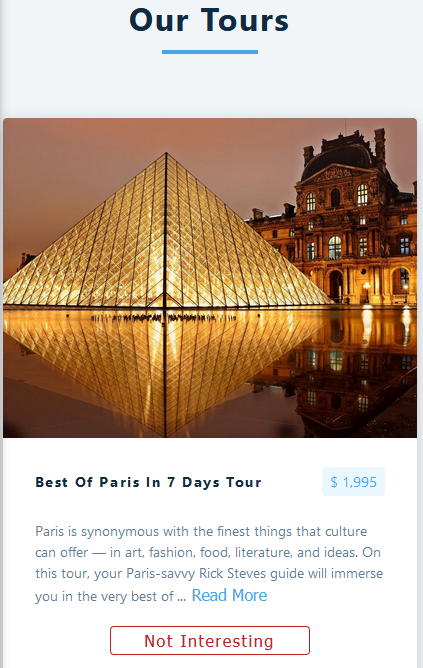 Our Tours
Best Of Paris In 7 Days Tour
$ 1,995
Paris is synonymous with the finest things that culture
can offer — in art, fashion, food, literature, and ideas. On
this tour, your Paris-savvy Rick Steves guide will immerse
you in the very best of ... Read More
Not Interesting